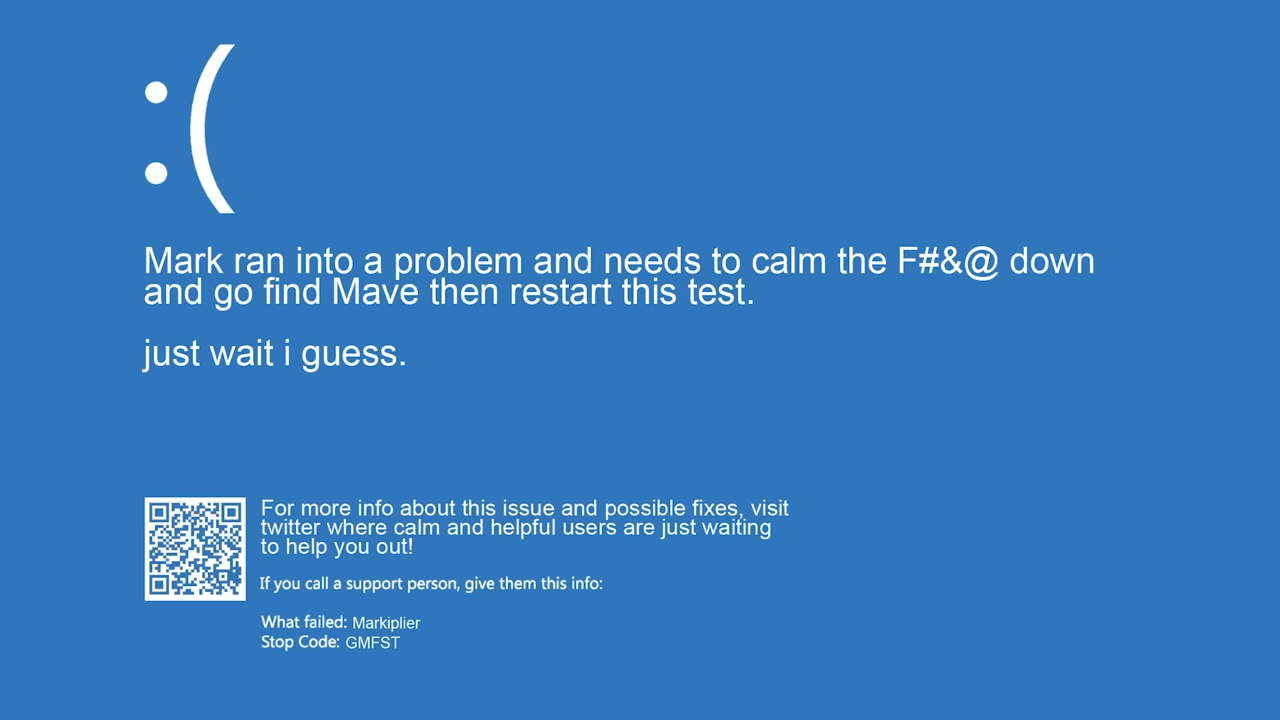 :(
Mark ran into a problem and needs to calm the F#&@ down
and go find Mave then restart this test.
just wait i guess.
For more info about this issue and possible fixes, visit
twitter where calm and helpful users are just waiting
to help you out!
If you call a support person, give them this info:
What failed: Markiplier
Stop Code: GMFST